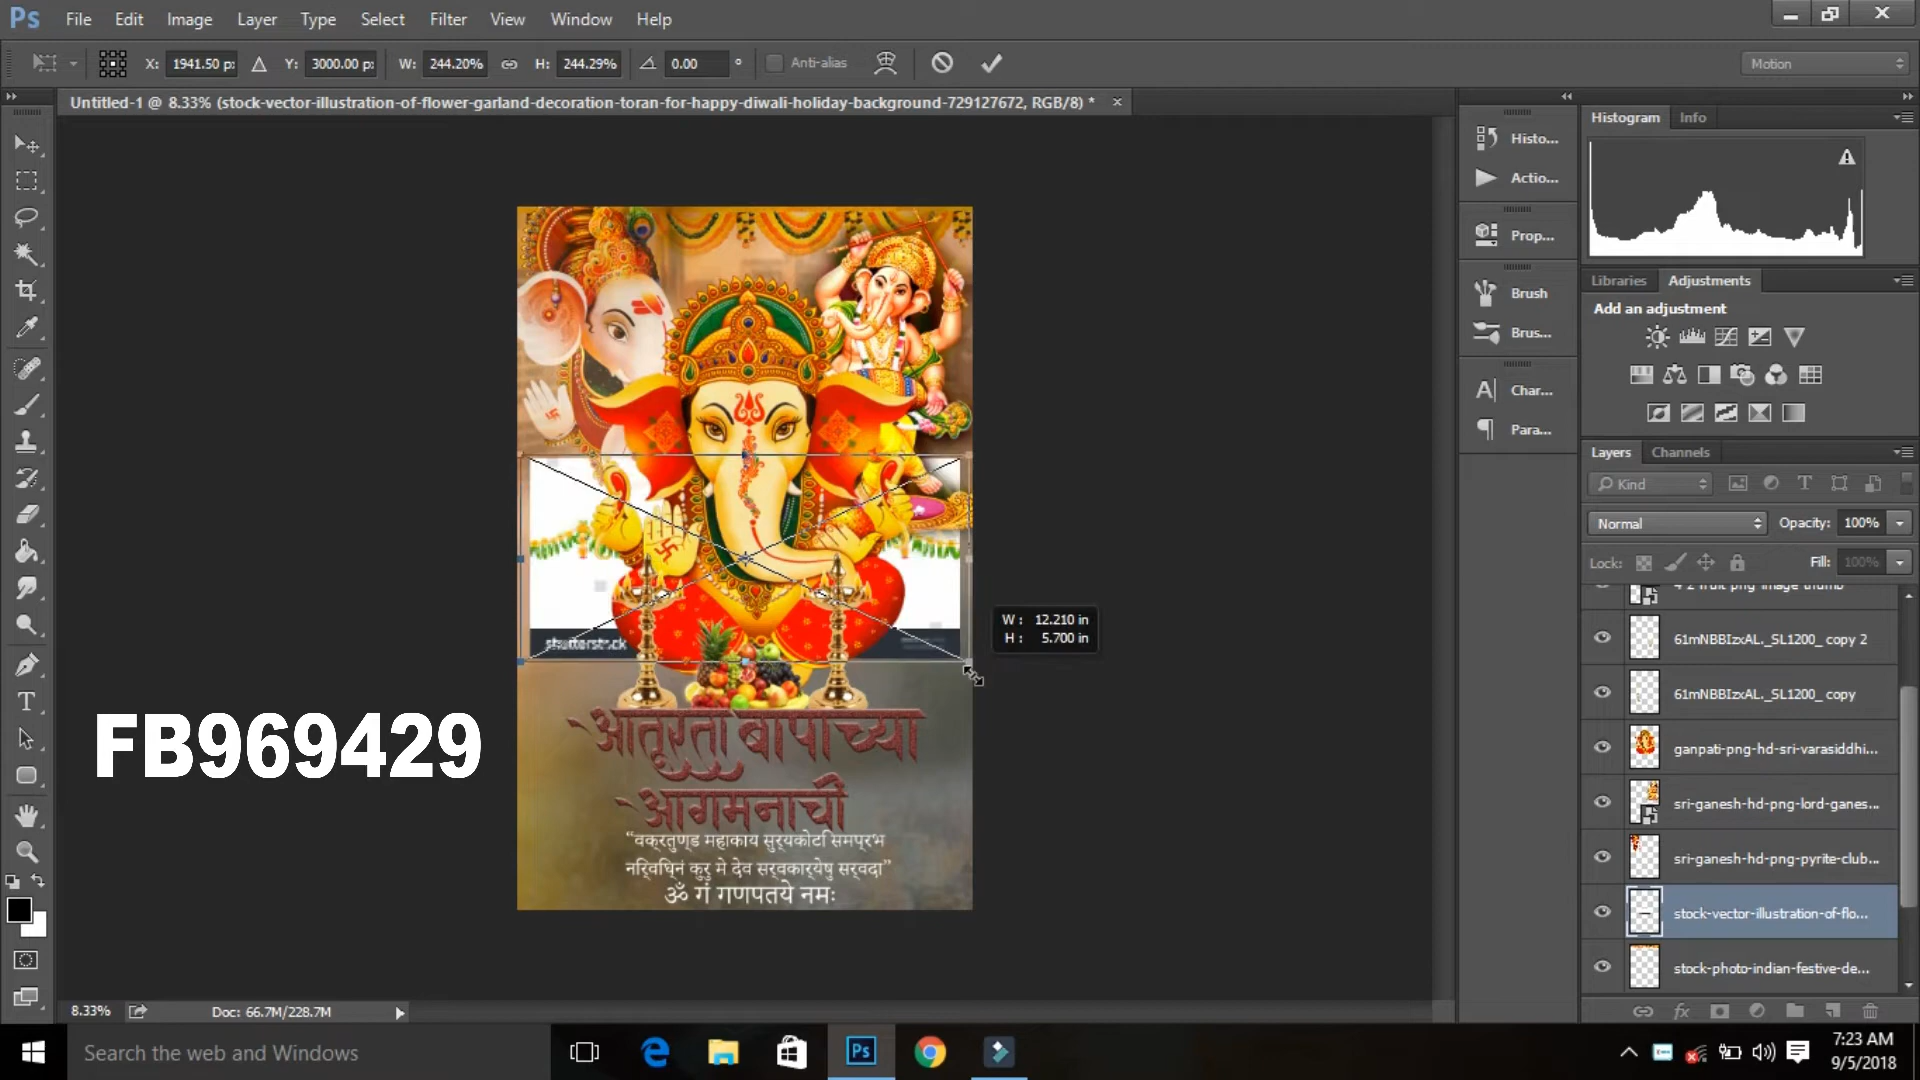 Ps File Edit Image Layer Type Select Filter View Window Help
X: 1941.50 p: Y: 3000.00 p: W: 244.20% H: 244.29% 0.00 ° Anti-alias Motion
Untitled-1 @ 8.33% (stock-vector-illustration-of-flower-garland-decoration-toran-for-happy-diwali-holiday-background-729127672, RGB/8) * ×
Histogram Info
Histo...
Actio...
Prop...
Brush
Brus...
Char...
Para...
Libraries Adjustments
Add an adjustment
Layers Channels
Kind
Normal Opacity: 100%
Lock: Fill: 100%
61mNBBIzxAL._SL1200_ copy 2
61mNBBIzxAL._SL1200_ copy
ganpati-png-hd-sri-varasiddhi...
sri-ganesh-hd-png-lord-ganes...
sri-ganesh-hd-png-pyrite-club...
stock-vector-illustration-of-flo...
stock-photo-indian-festive-de...
W : 12.210 in
H : 5.700 in
shutterstock
FB969429
आतूरता बापाच्या
आगमनाची
“वक्रतुण्ड महाकाय सुर्यकोटि समप्रभ
निर्विघ्नं कुरु मे देव सर्वकार्येषु सर्वदा”
ॐ गं गणपतये नमः
8.33% Doc: 66.7M/228.7M
Search the web and Windows
Ps
7:23 AM
9/5/2018